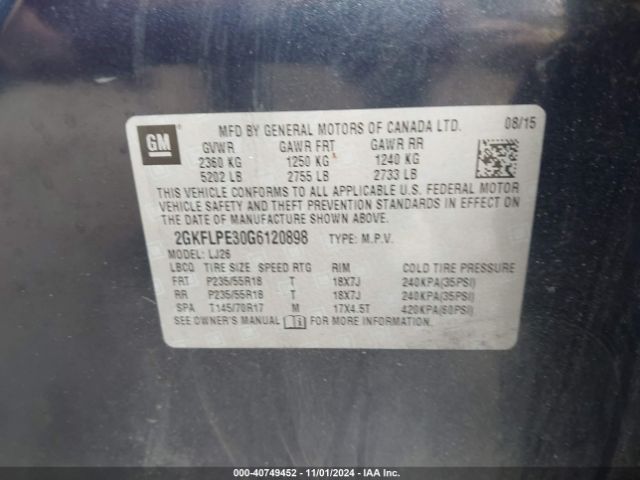 GM
MFD BY GENERAL MOTORS OF CANADA LTD. 08/15
GVWR GAWR FRT GAWR RR
2360 KG 1250 KG 1240 KG
5202 LB 2755 LB 2733 LB
THIS VEHICLE CONFORMS TO ALL APPLICABLE U.S. FEDERAL MOTOR
VEHICLE SAFETY AND THEFT PREVENTION STANDARDS IN EFFECT ON
THE DATE OF MANUFACTURE SHOWN ABOVE.
2GKFLPE30G6120898 TYPE: M.P.V.
MODEL: LJ26
LBCQ TIRE SIZE SPEED RTG RIM COLD TIRE PRESSURE
FRT P235/55R18 T 18X7J 240KPA(35PSI)
RR P235/55R18 T 18X7J 240KPA(35PSI)
SPA T145/70R17 M 17X4.5T 420KPA(60PSI)
SEE OWNER'S MANUAL FOR MORE INFORMATION.
000-40749452 - 11/01/2024 - IAA Inc.